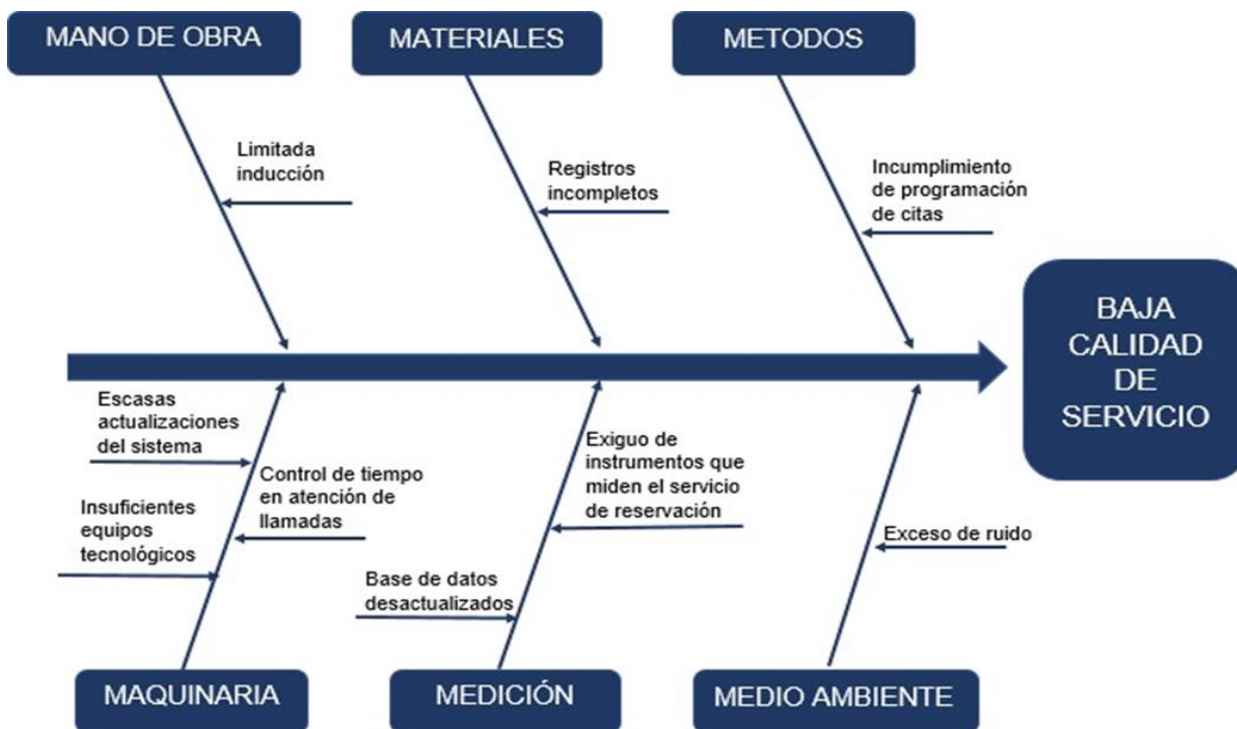 MANO DE OBRA
MATERIALES
METODOS
Limitada
inducción
Registros
incompletos
Incumplimiento
de programación
de citas
BAJA
CALIDAD
DE
SERVICIO
Escasas
actualizaciones
del sistema
Control de tiempo
en atención de
llamadas
Insuficientes
equipos
tecnológicos
Exiguo de
instrumentos que
miden el servicio
de reservación
Base de datos
desactualizados
Exceso de ruido
MAQUINARIA
MEDICIÓN
MEDIO AMBIENTE